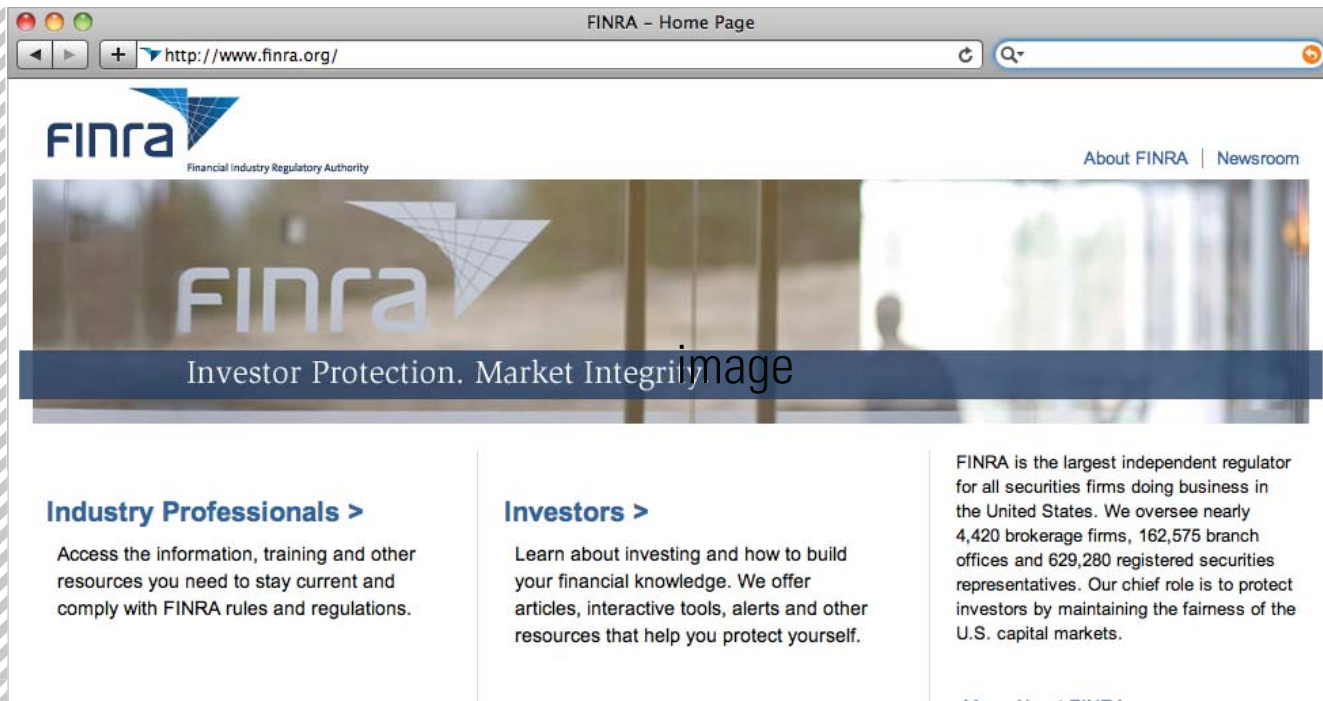 FINRA – Home Page
http://www.finra.org/
Finra
Financial Industry Regulatory Authority
About FINRA | Newsroom
Finra
Investor Protection. Market Integrity.
image
Industry Professionals >
Access the information, training and other
resources you need to stay current and
comply with FINRA rules and regulations.
Investors >
Learn about investing and how to build
your financial knowledge. We offer
articles, interactive tools, alerts and other
resources that help you protect yourself.
FINRA is the largest independent regulator
for all securities firms doing business in
the United States. We oversee nearly
4,420 brokerage firms, 162,575 branch
offices and 629,280 registered securities
representatives. Our chief role is to protect
investors by maintaining the fairness of the
U.S. capital markets.